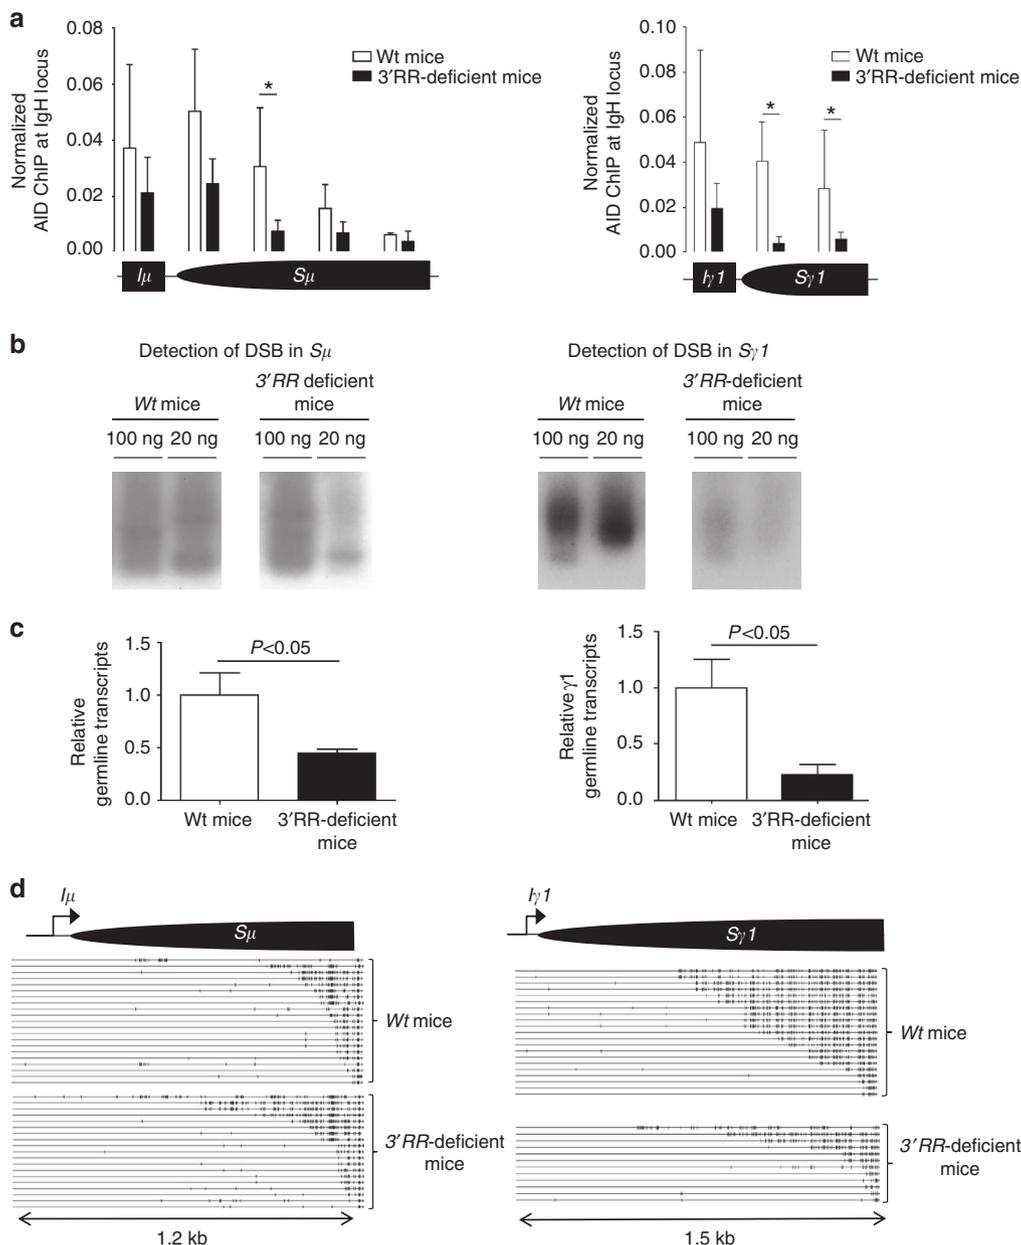 a
0.08
0.06
0.04
0.02
0.00
Normalized
AID ChIP at IgH locus
Wt mice
3′RR-deficient mice
*
Iμ
Sμ
0.10
0.08
0.06
0.04
0.02
0.00
Normalized
AID ChIP at IgH locus
Wt mice
3′RR-deficient mice
*
*
Iγ1
Sγ1
b
Detection of DSB in Sμ
Wt mice
3′RR deficient
mice
100 ng 20 ng
100 ng 20 ng
Detection of DSB in Sγ1
Wt mice
3′RR-deficient
mice
100 ng 20 ng
100 ng 20 ng
c
1.5
1.0
0.5
0.0
Relative
germline transcripts
P<0.05
Wt mice
3′RR-deficient
mice
1.5
1.0
0.5
0.0
Relative γ1
germline transcripts
P<0.05
Wt mice
3′RR-deficient
mice
d
Iμ
Sμ
Wt mice
3′RR-deficient
mice
1.2 kb
Iγ1
Sγ1
Wt mice
3′RR-deficient
mice
1.5 kb